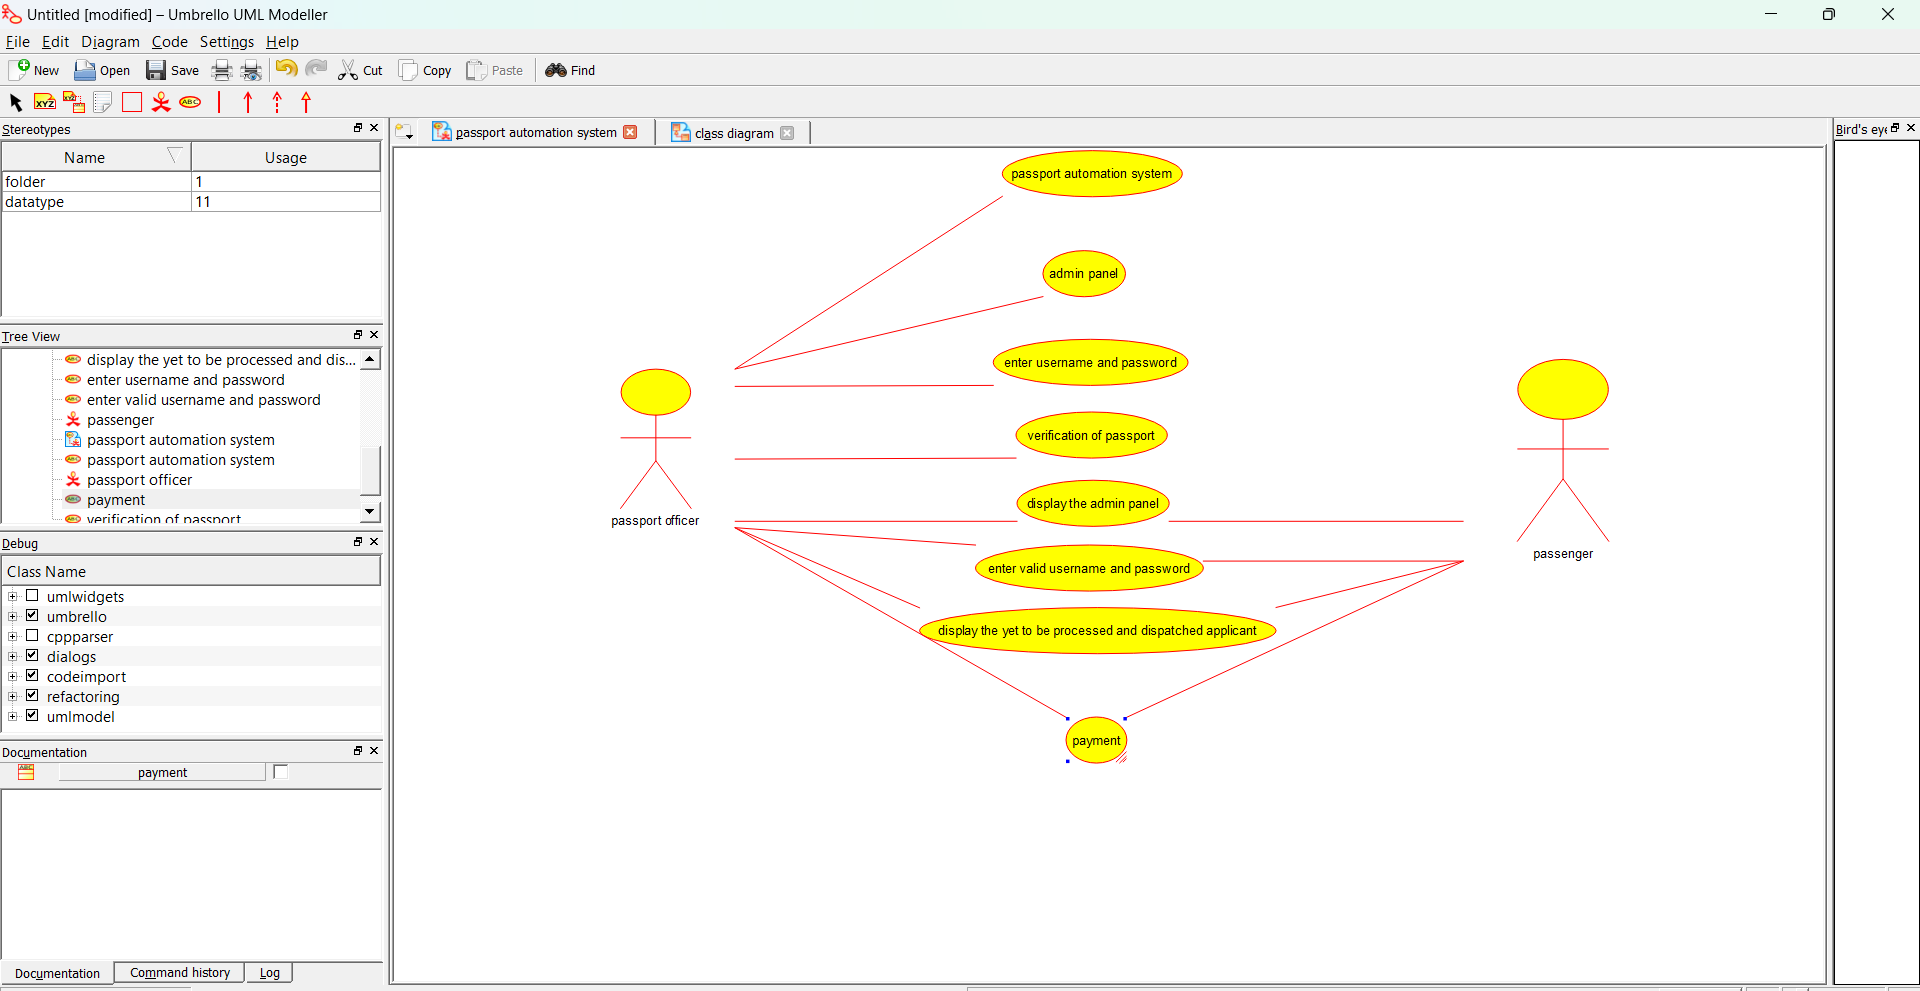 Untitled [modified] – Umbrello UML Modeller
File Edit Diagram Code Settings Help
New Open Save Cut Copy Paste Find
XYZ XYZ ABC
Stereotypes
Name Usage
folder 1
datatype 11
Tree View
display the yet to be processed and dis...
enter username and password
enter valid username and password
passenger
passport automation system
passport automation system
passport officer
payment
verification of passport
Debug
Class Name
umlwidgets
umbrello
cppparser
dialogs
codeimport
refactoring
umlmodel
Documentation
payment
Documentation Command history Log
passport automation system class diagram
passport automation system
admin panel
enter username and password
verification of passport
display the admin panel
passport officer
passenger
enter valid username and password
display the yet to be processed and dispatched applicant
payment
Bird's eye